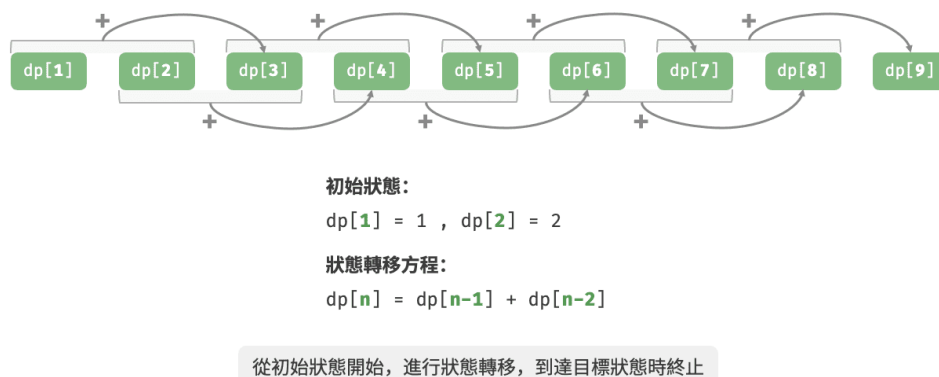 + + + +
dp[1] dp[2] dp[3] dp[4] dp[5] dp[6] dp[7] dp[8] dp[9]
+ + +
初始狀態：
dp[1] = 1 , dp[2] = 2
狀態轉移方程：
dp[n] = dp[n-1] + dp[n-2]
從初始狀態開始，進行狀態轉移，到達目標狀態時終止